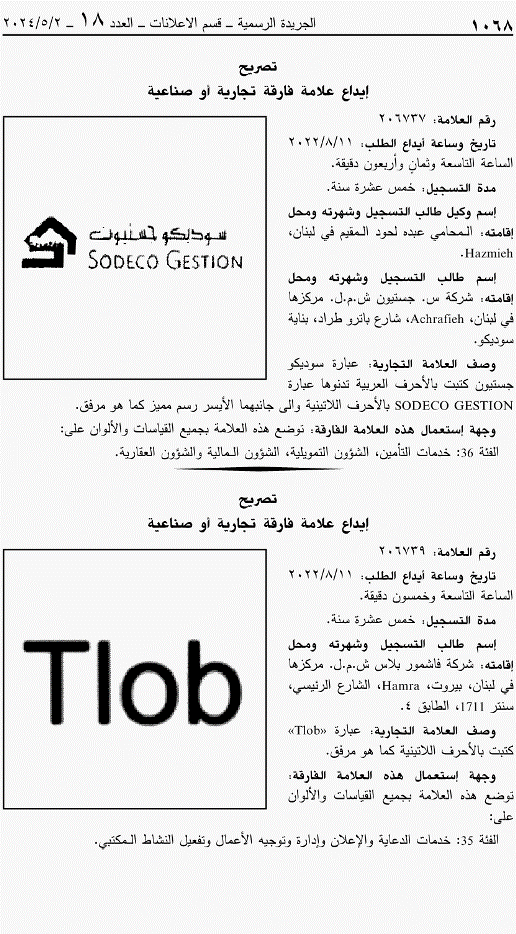 ١٠٦٨
الجريدة الرسمية ــ قسم الاعلانات ــ العدد ١٨ ــ ٢٠٢٤/٥/٢
تصريح
إيداع علامة فارقة تجارية أو صناعية
رقم العلامة: ٢٠٦٧٣٧
تاريخ وساعة أيداع الطلب: ٢٠٢٢/٨/١١
الساعة التاسعة وثمانٍ وأربعون دقيقة.
مدة التسجيل: خمس عشرة سنة.
إسم وكيل طالب التسجيل وشهرته ومحل
إقامته: المحامي عبده لحود المقيم في لبنان،
Hazmieh.
إسم طالب التسجيل وشهرته ومحل
إقامته: شركة س. جستيون ش.م.ل. مركزها
في لبنان، Achrafieh، شارع باترو طراد، بناية
سوديكو.
وصف العلامة التجارية: عبارة سوديكو
جستيون كتبت بالأحرف العربية تدنوها عبارة
SODECO GESTION بالأحرف اللاتينية والى جانبهما الأيسر رسم مميز كما هو مرفق.
وجهة إستعمال هذه العلامة الفارقة: توضع هذه العلامة بجميع القياسات والألوان على:
الفئة 36: خدمات التأمين، الشؤون التمويلية، الشؤون المالية والشؤون العقارية.
سوديكو جستيون
SODECO GESTION
تصريح
إيداع علامة فارقة تجارية أو صناعية
رقم العلامة: ٢٠٦٧٣٩
تاريخ وساعة أيداع الطلب: ٢٠٢٢/٨/١١
الساعة التاسعة وخمسون دقيقة.
مدة التسجيل: خمس عشرة سنة.
إسم طالب التسجيل وشهرته ومحل
إقامته: شركة فاشمور بلاس ش.م.ل. مركزها
في لبنان، بيروت، Hamra، الشارع الرئيسي،
سنتر 1711، الطابق ٤.
وصف العلامة التجارية: عبارة «Tlob»
كتبت بالأحرف اللاتينية كما هو مرفق.
وجهة إستعمال هذه العلامة الفارقة:
توضع هذه العلامة بجميع القياسات والألوان
على:
الفئة 35: خدمات الدعاية والإعلان وإدارة وتوجيه الأعمال وتفعيل النشاط المكتبي.
Tlob